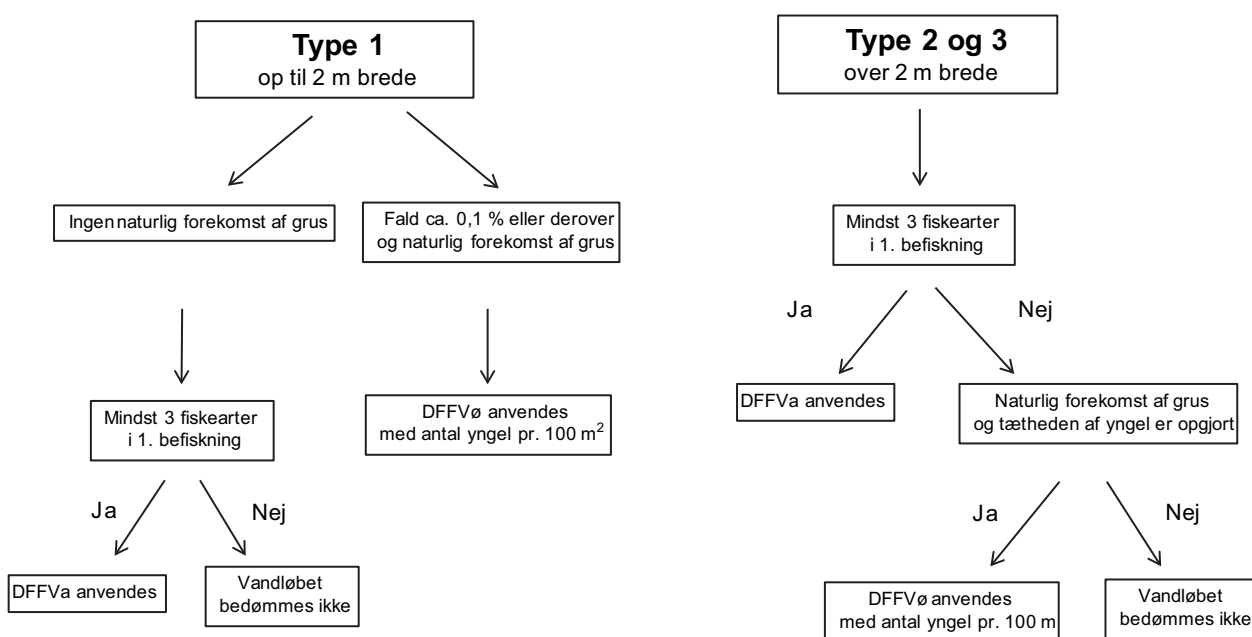 Type 1
op til 2 m brede
Ingen naturlig forekomst af grus
Fald ca. 0,1 % eller derover
og naturlig forekomst af grus
Mindst 3 fiskearter
i 1. befiskning
DFFVø anvendes
med antal yngel pr. 100 m²
Ja
Nej
DFFVa anvendes
Vandløbet
bedømmes ikke
Type 2 og 3
over 2 m brede
Mindst 3 fiskearter
i 1. befiskning
Ja
Nej
DFFVa anvendes
Naturlig forekomst af grus
og tætheden af yngel er opgjort
Ja
Nej
DFFVø anvendes
med antal yngel pr. 100 m
Vandløbet
bedømmes ikke